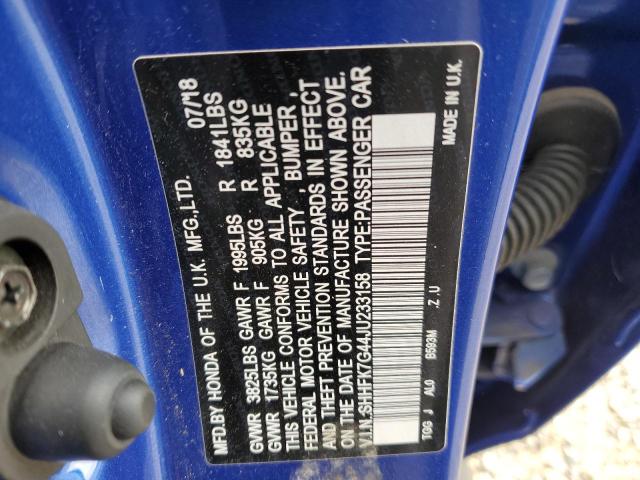 MFD.BY HONDA OF THE U.K. MFG.,LTD. 07/18
GVWR 3825LBS GAWR F 1995LBS R 1841LBS
GVWR 1735KG GAWR F 905KG R 835KG
THIS VEHICLE CONFORMS TO ALL APPLICABLE
FEDERAL MOTOR VEHICLE SAFETY , BUMPER ,
AND THEFT PREVENTION STANDARDS IN EFFECT
ON THE DATE OF MANUFACTURE SHOWN ABOVE.
V.I.N.:SHHFK7G44JU233158 TYPE:PASSENGER CAR
TGG J AL0 B593M .Z .U MADE IN U.K.